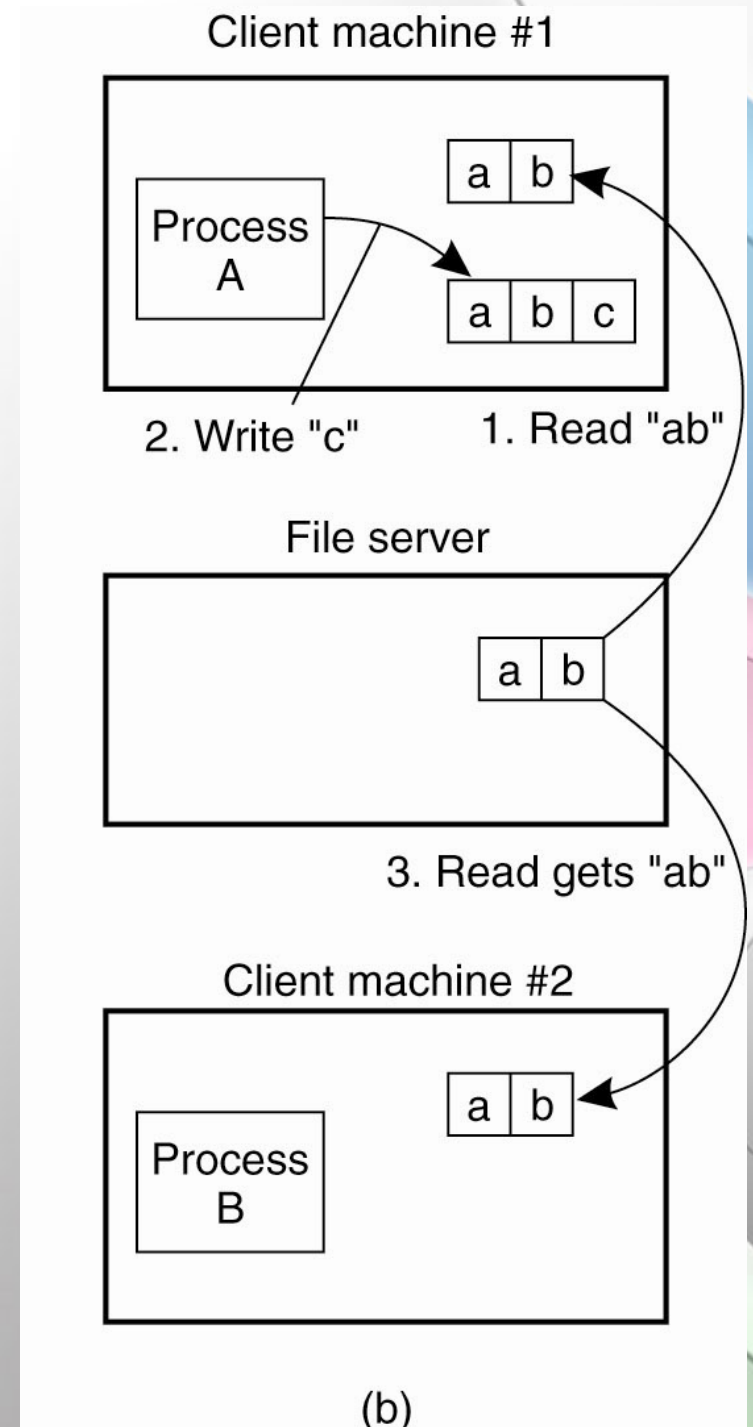 Client machine #1
a b
Process
A
a b c
2. Write "c"
1. Read "ab"
File server
a b
3. Read gets "ab"
Client machine #2
a b
Process
B
(b)